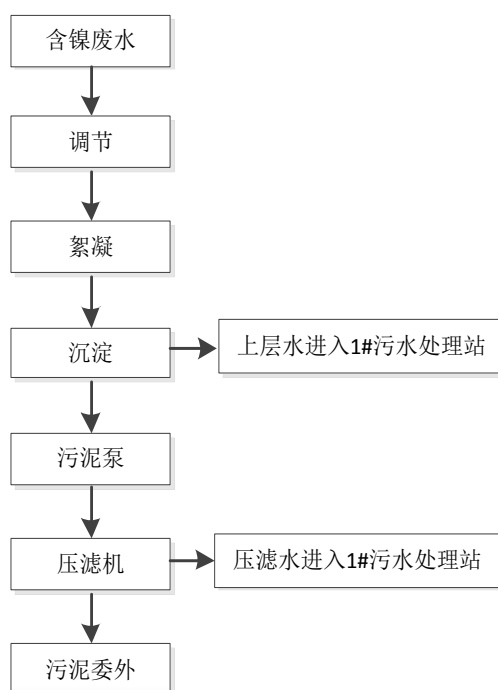 含镍废水
调节
絮凝
沉淀
上层水进入1#污水处理站
污泥泵
压滤机
压滤水进入1#污水处理站
污泥委外